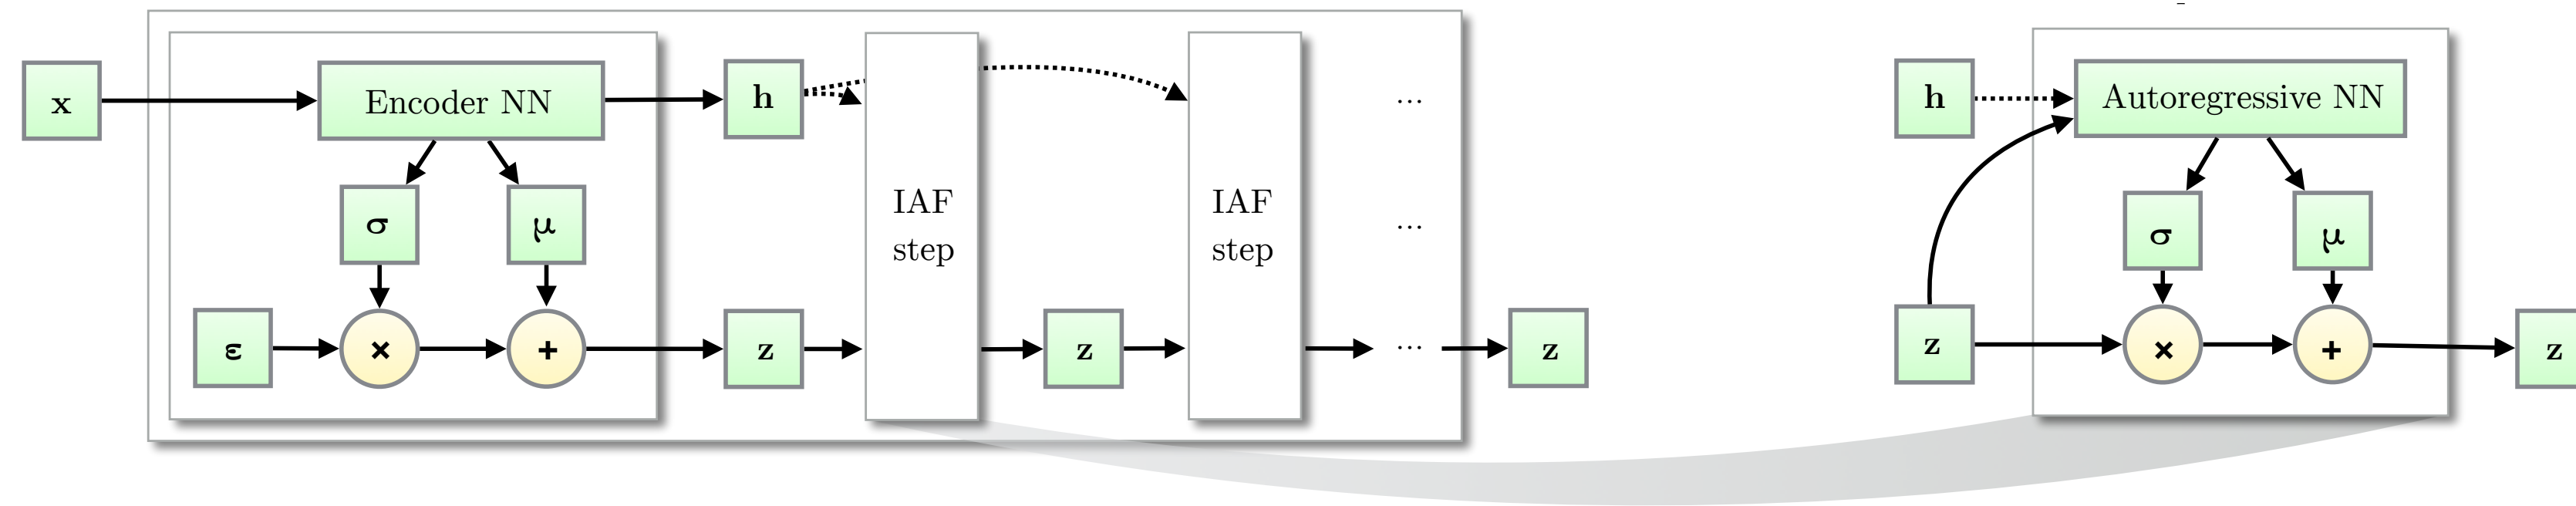 x
Encoder NN
h
σ
μ
ε
×
+
z
IAF
step
z
IAF
step
...
...
...
z
h
Autoregressive NN
σ
μ
z
×
+
z